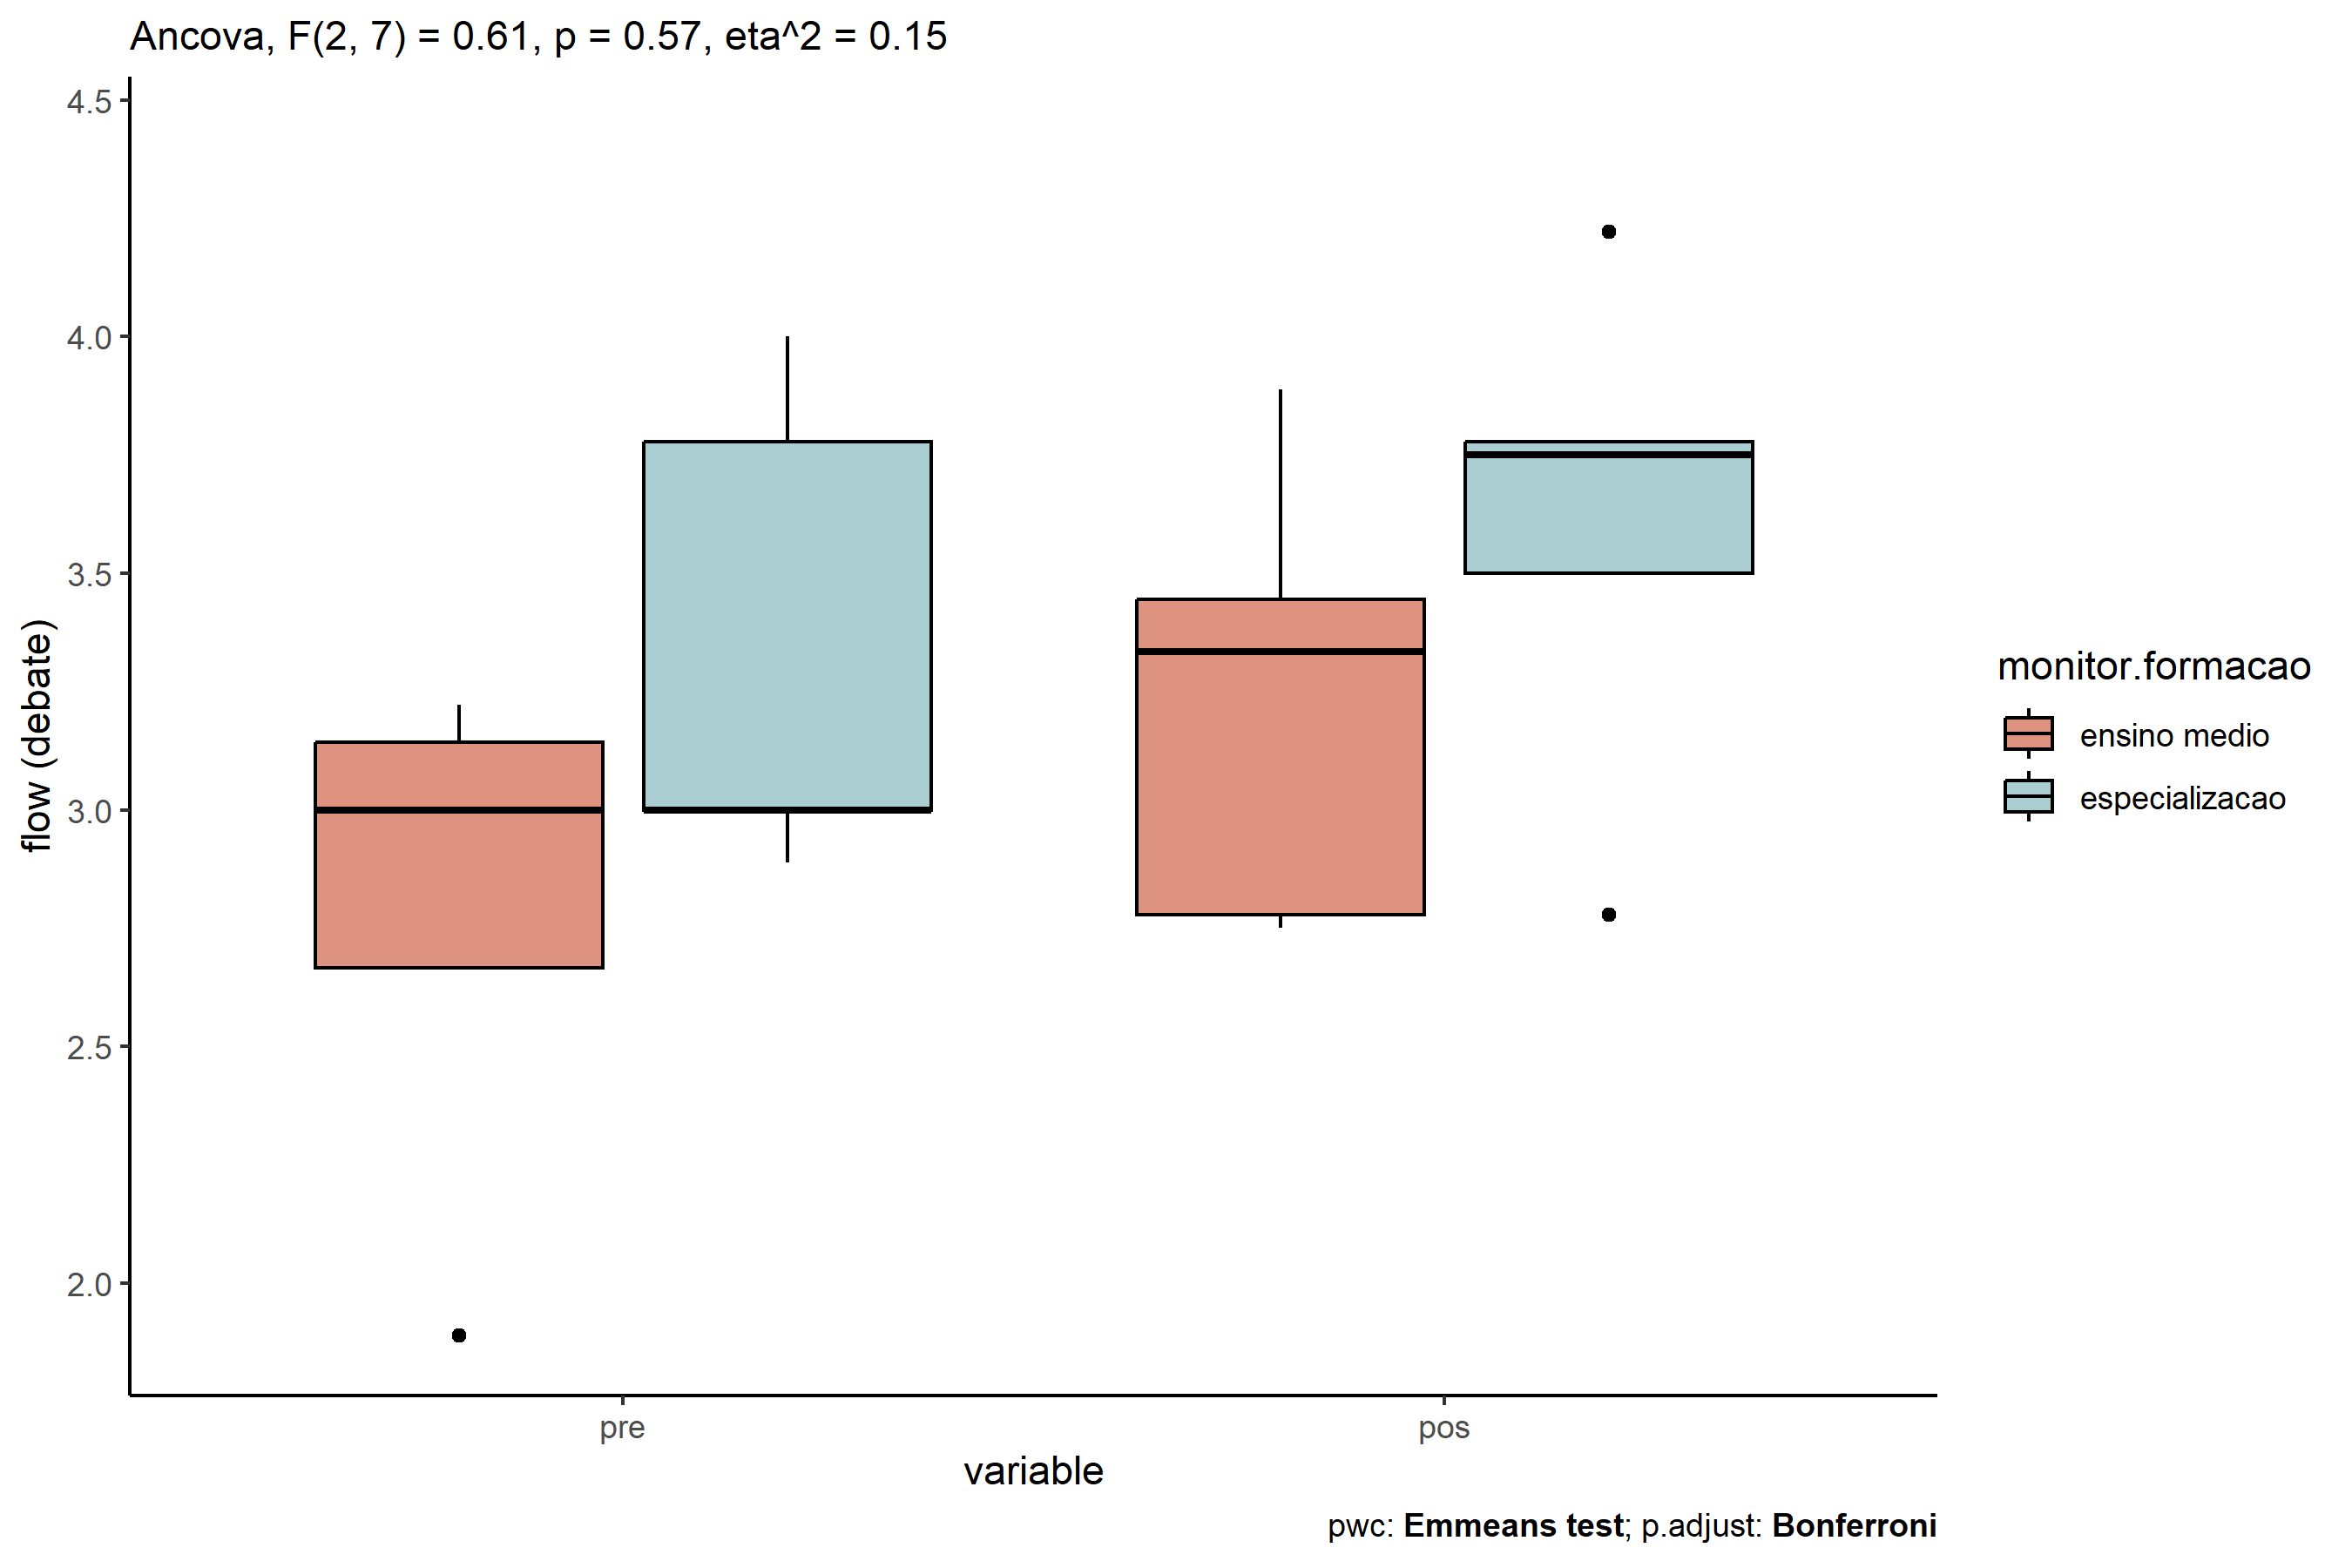 Ancova, F(2, 7) = 0.61, p = 0.57, eta^2 = 0.15
4.5
4.0
3.5
3.0
2.5
2.0
flow (debate)
pre
pos
variable
monitor.formacao
ensino medio
especializacao
pwc: Emmeans test; p.adjust: Bonferroni